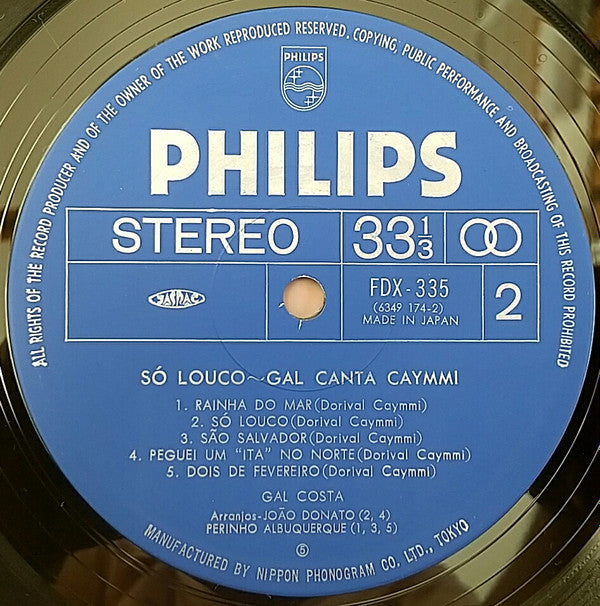 ALL RIGHTS OF THE RECORD PRODUCER AND OF THE OWNER OF THE WORK REPRODUCED RESERVED. COPYING, PUBLIC PERFORMANCE AND BROADCASTING OF THIS RECORD PROHIBITED
PHILIPS
PHILIPS
STEREO 33 1/3
JASRAC
FDX-335
(6349 174-2)
MADE IN JAPAN
2
SÓ LOUCO~GAL CANTA CAYMMI
1. RAINHA DO MAR(Dorival Caymmi)
2. SÓ LOUCO(Dorival Caymmi)
3. SÃO SALVADOR(Dorival Caymmi)
4. PEGUEI UM "ITA" NO NORTE(Dorival Caymmi)
5. DOIS DE FEVEREIRO(Dorival Caymmi)
GAL COSTA
Arranjos-JOÃO DONATO (2, 4)
PERINHO ALBUQUERQUE (1, 3, 5)
⑤
MANUFACTURED BY NIPPON PHONOGRAM CO. LTD., TOKYO